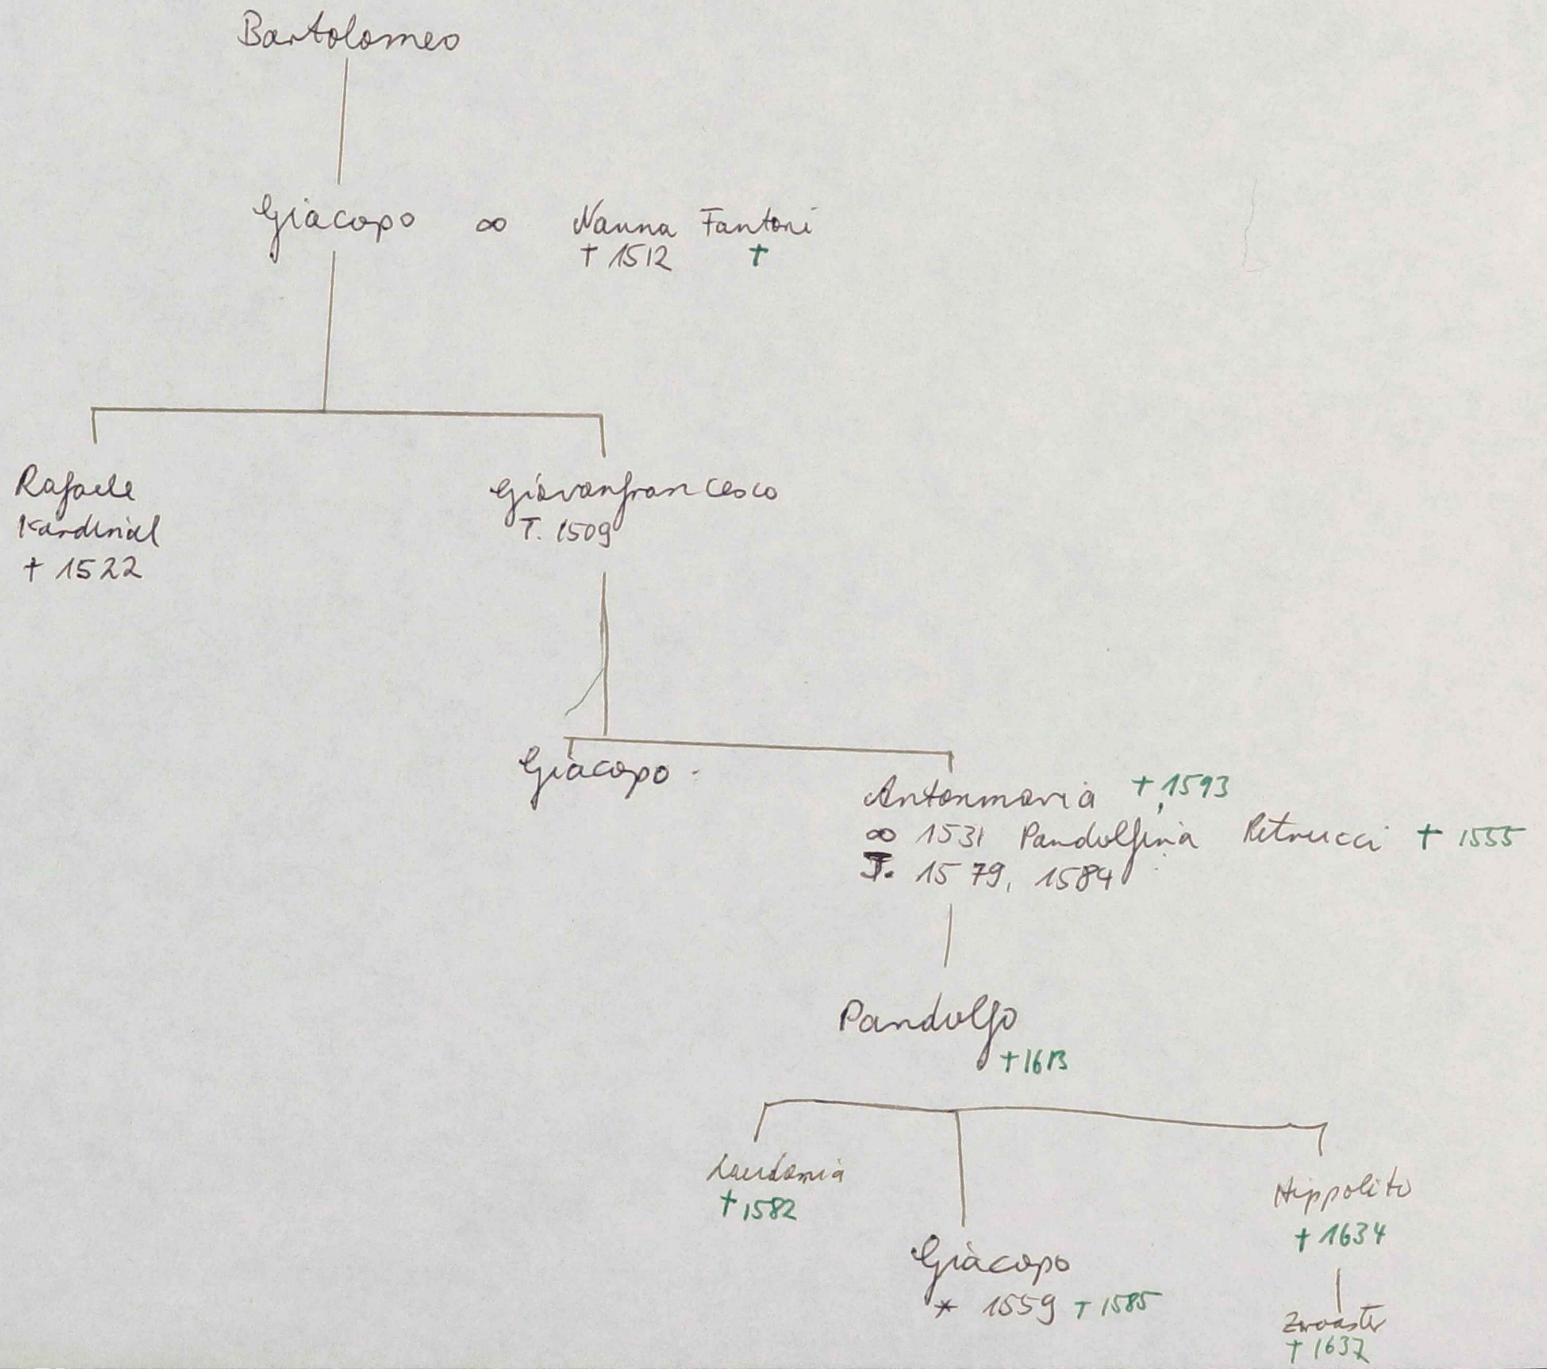 Bartolomeo
Giacopo ∞ Nanna Fantoni
† 1512 †
Rafaele
Kardinal
† 1522
Giovanfrancesco
T. 1509
Giacopo
Antonmaria † 1593
∞ 1531 Pandolfina Petrucci † 1555
T. 1579, 1584
Pandolfo
† 1613
Laudomia
† 1582
Hippolito
† 1634
Giacopo
* 1559 † 1585
† 1637